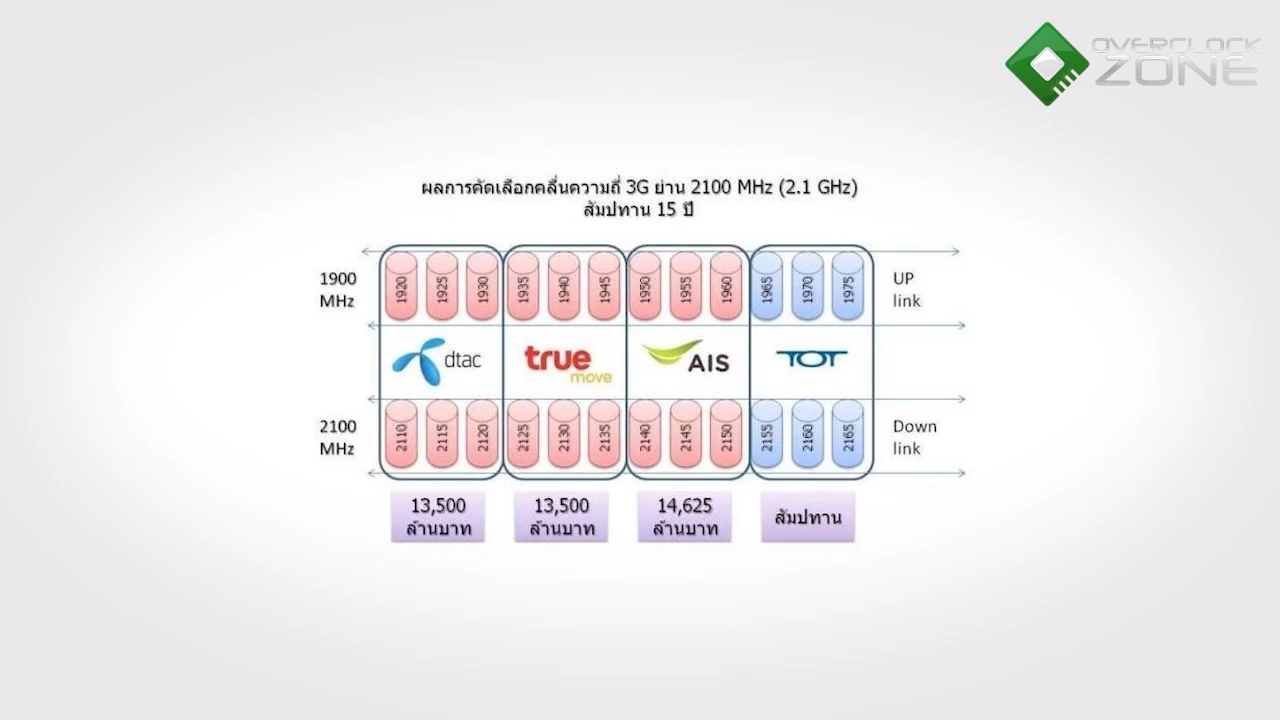 OVERCLOCK
ZONE
ผลการคัดเลือกคลื่นความถี่ 3G ย่าน 2100 MHz (2.1 GHz)
สัมปทาน 15 ปี
1900
MHz
1920 1925 1930 1935 1940 1945 1950 1955 1960 1965 1970 1975
UP
link
dtac
true
move
AIS
TOT
2100
MHz
2110 2115 2120 2125 2130 2135 2140 2145 2150 2155 2160 2165
Down
link
13,500
ล้านบาท
13,500
ล้านบาท
14,625
ล้านบาท
สัมปทาน